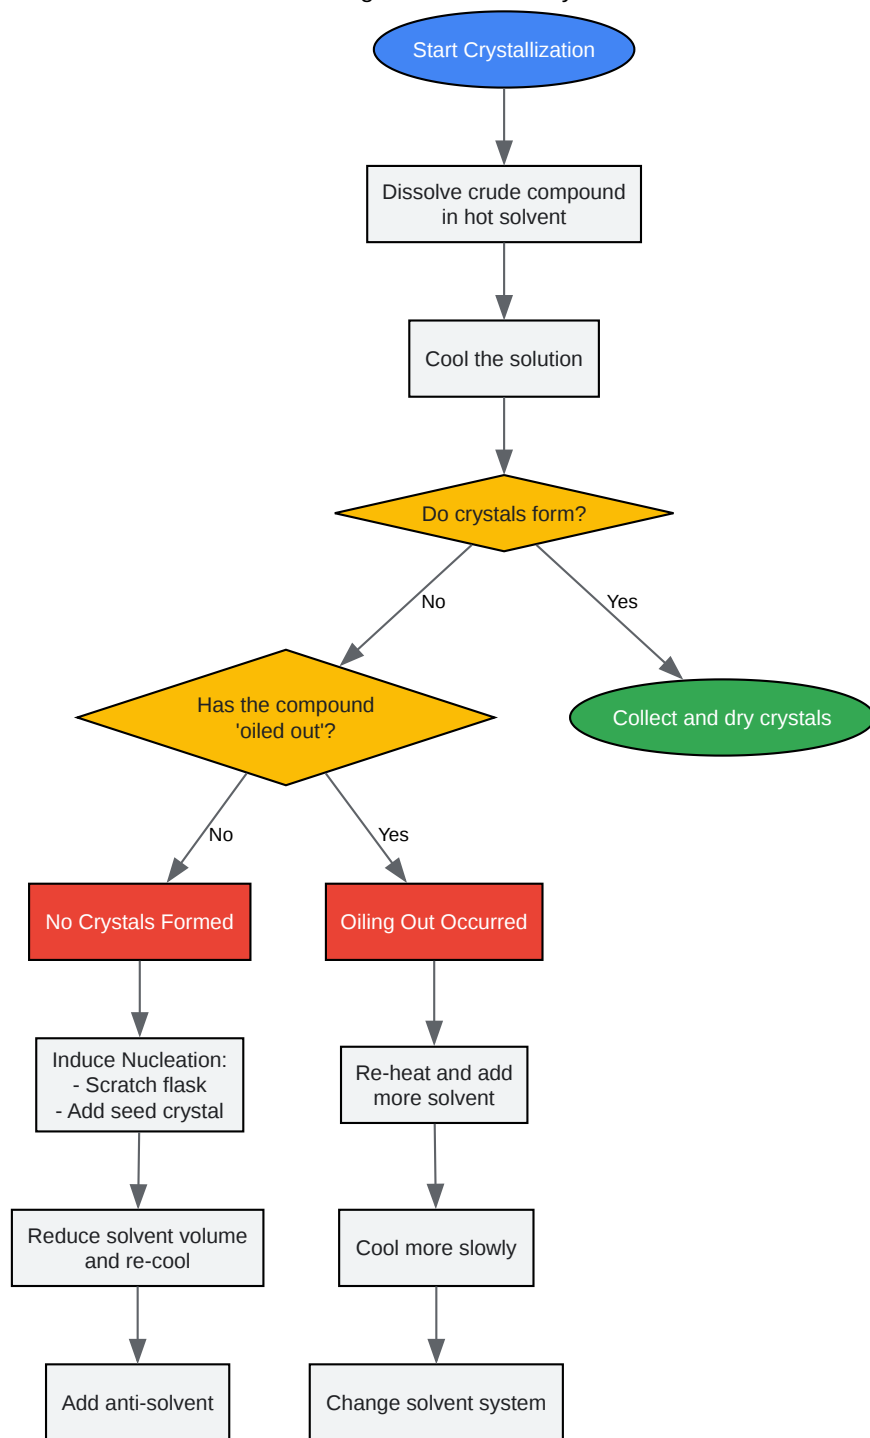 Start Crystallization
Dissolve crude compound
in hot solvent
Cool the solution
Do crystals form?
No
Yes
Has the compound
'oiled out'?
Collect and dry crystals
No
Yes
No Crystals Formed
Oiling Out Occurred
Induce Nucleation:
- Scratch flask
- Add seed crystal
Re-heat and add
more solvent
Reduce solvent volume
and re-cool
Cool more slowly
Add anti-solvent
Change solvent system